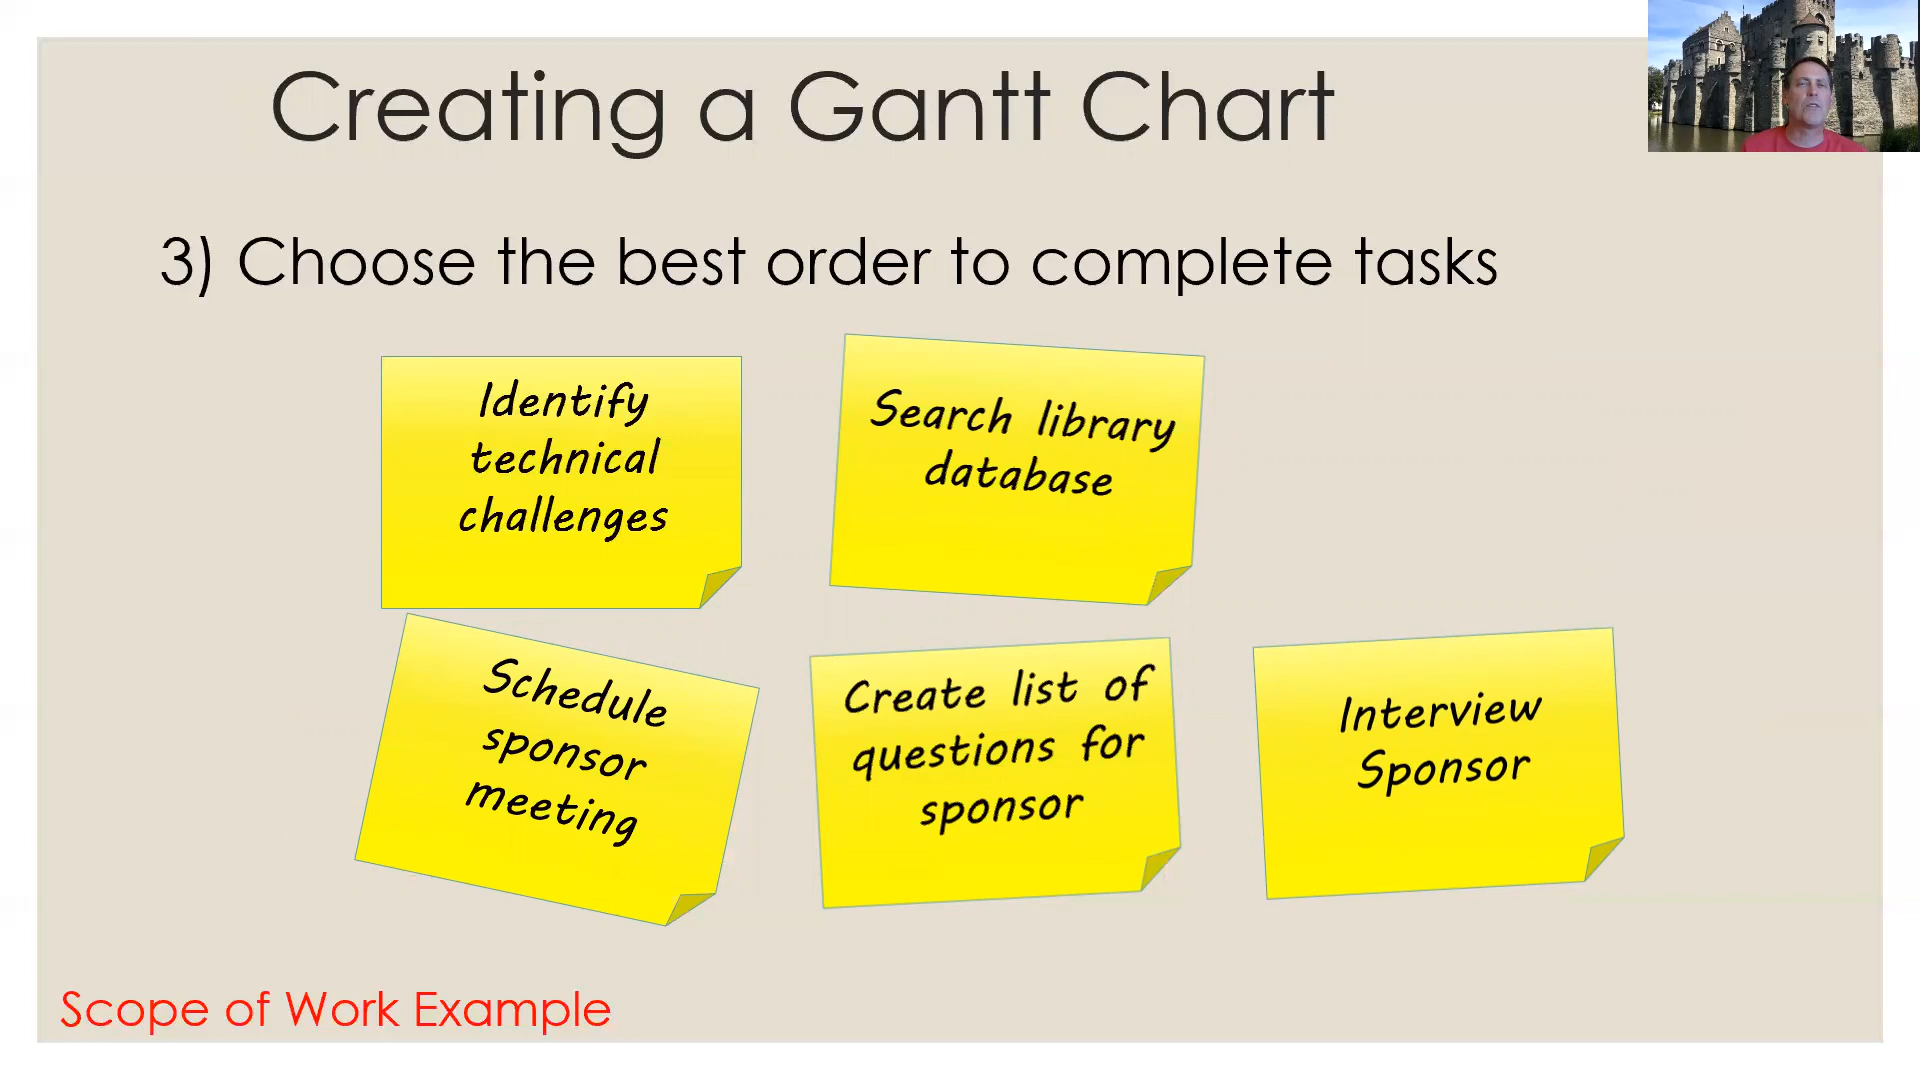 Creating a Gantt Chart
3) Choose the best order to complete tasks
Identify
technical
challenges
Search library
database
Schedule
sponsor
meeting
Create list of
questions for
sponsor
Interview
Sponsor
Scope of Work Example